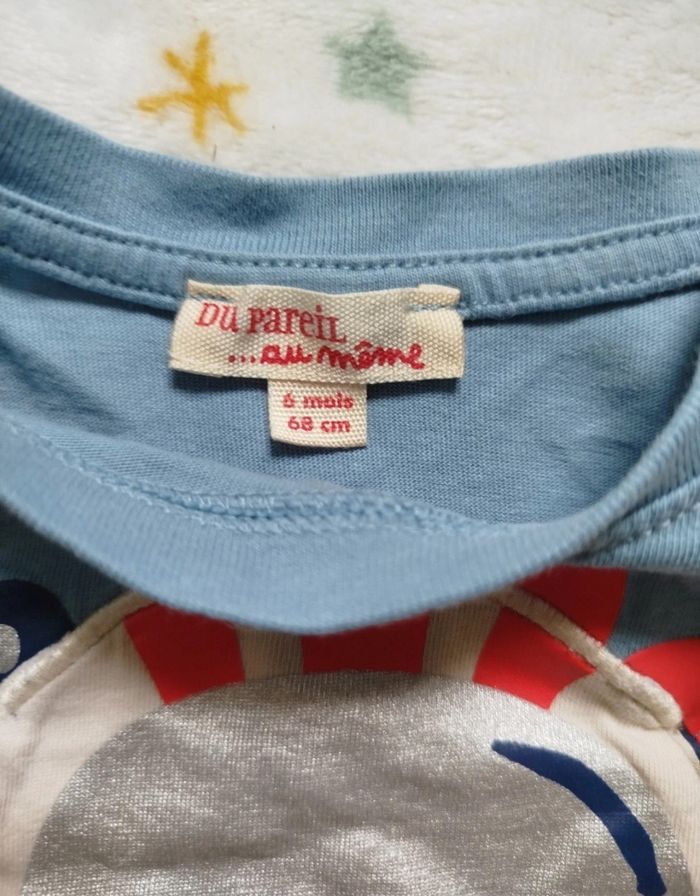 DU PAREIL
...au même
6 mois
68 cm